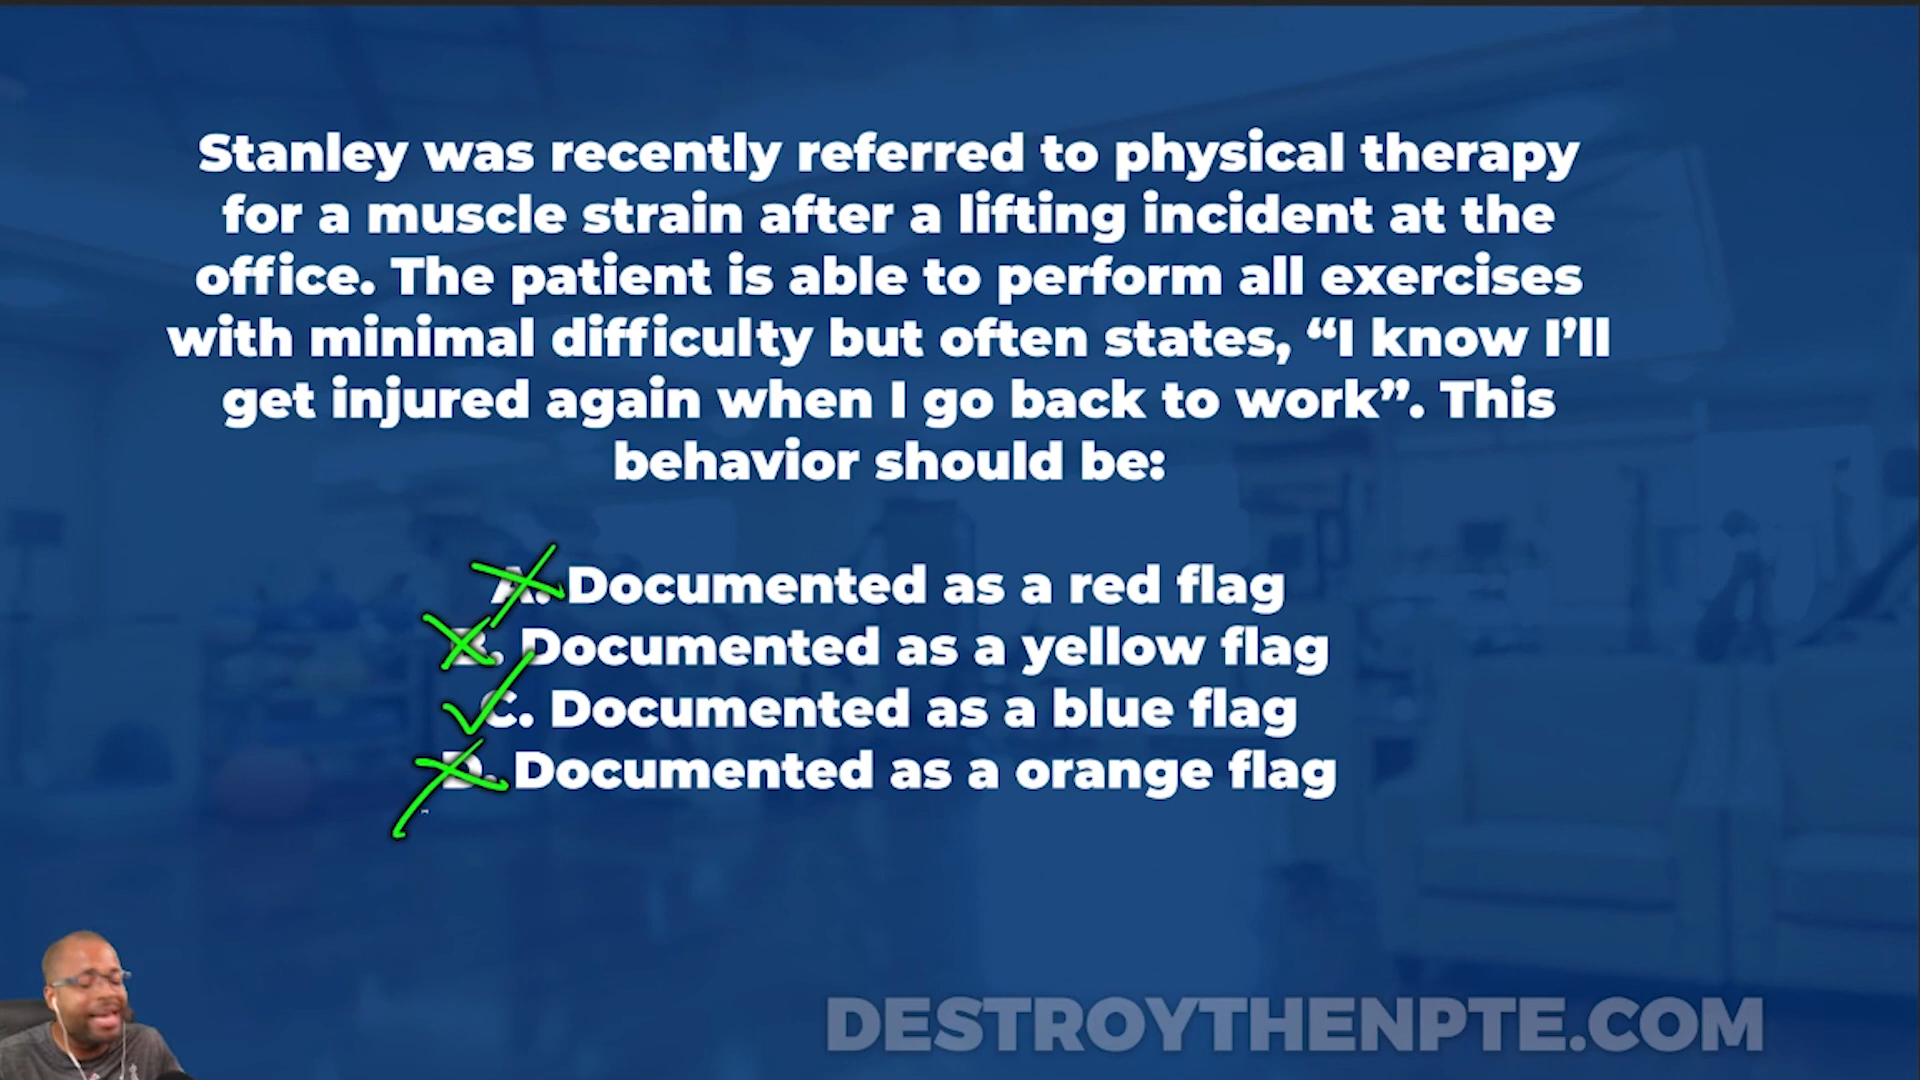 Stanley was recently referred to physical therapy
for a muscle strain after a lifting incident at the
office. The patient is able to perform all exercises
with minimal difficulty but often states, “I know I’ll
get injured again when I go back to work”. This
behavior should be:
A. Documented as a red flag
B. Documented as a yellow flag
C. Documented as a blue flag
D. Documented as a orange flag
DESTROYTHENPTE.COM